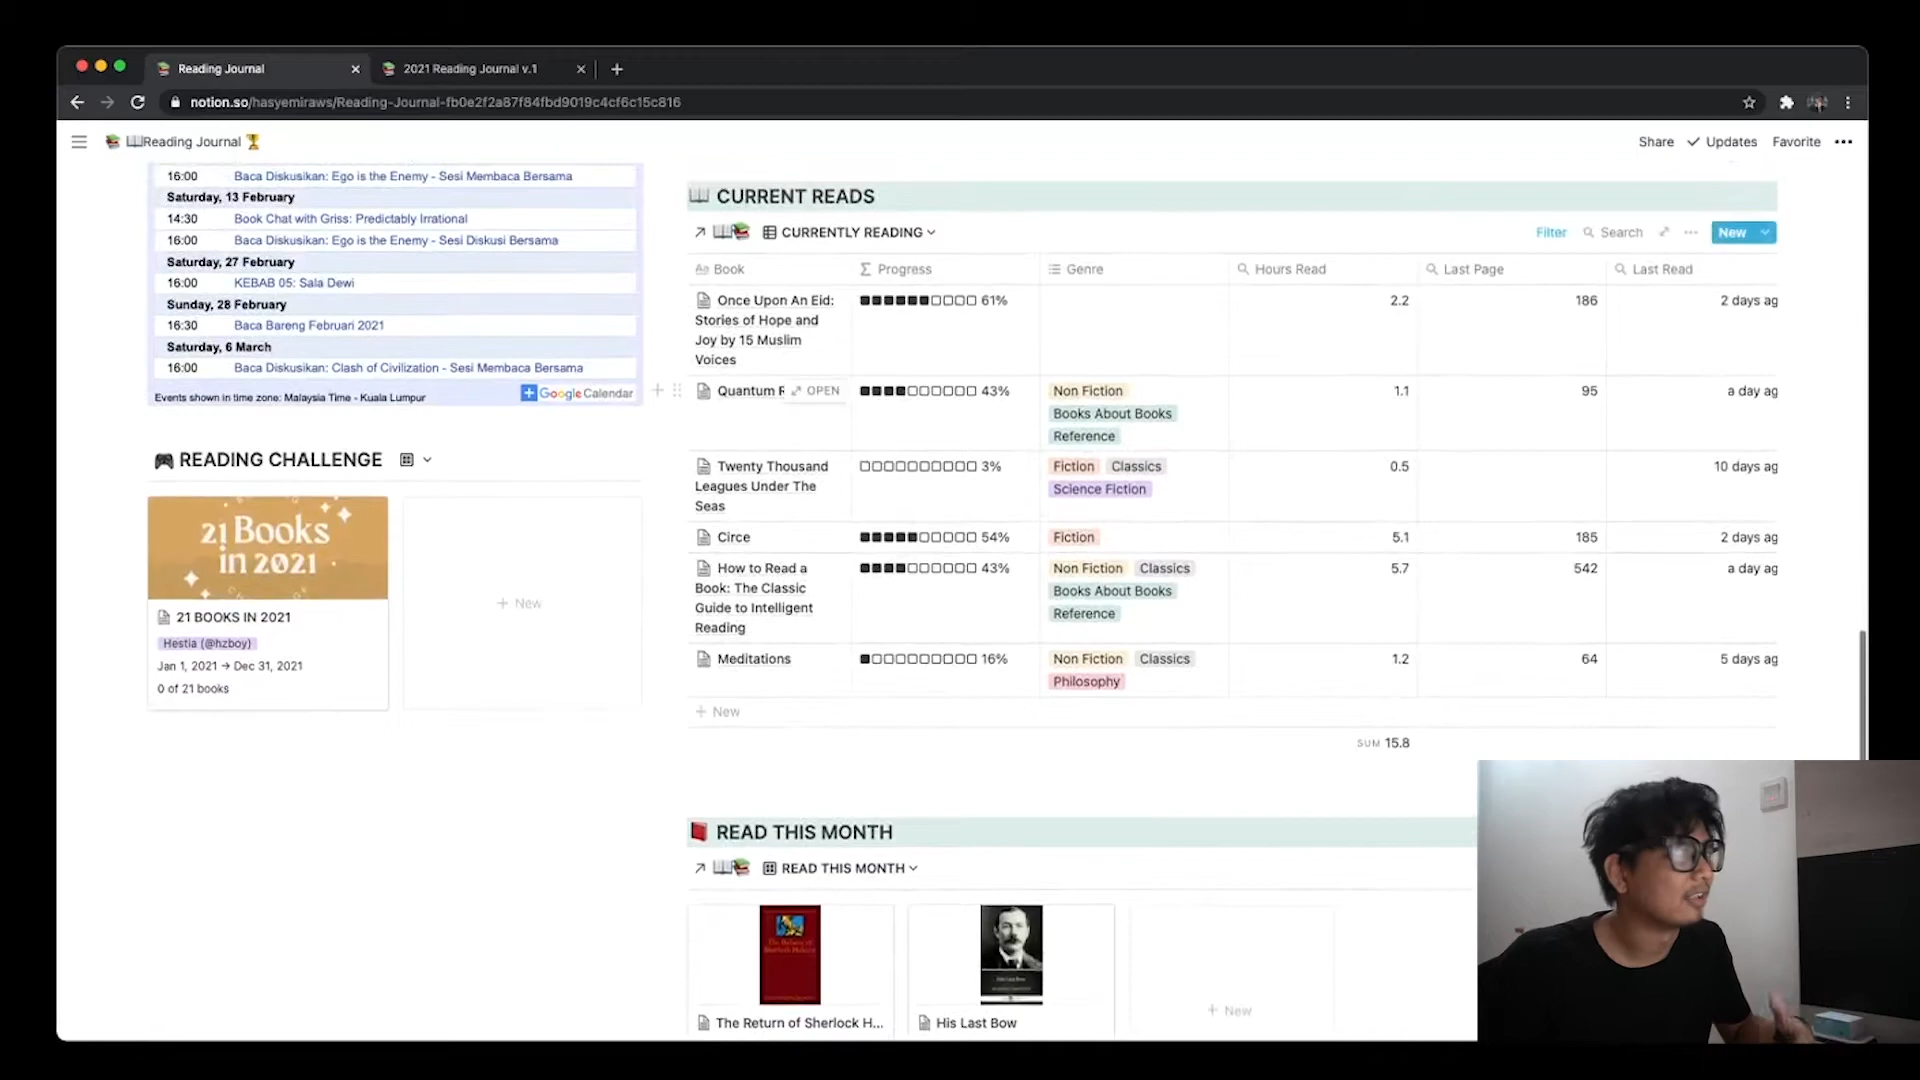 Reading Journal
2021 Reading Journal v.1
notion.so/hasyemiraws/Reading-Journal-fb0e2f2a87f84fbd9019c4cf6c15c816
Reading Journal
Share
Updates
Favorite
16:00 Baca Diskusikan: Ego is the Enemy - Sesi Membaca Bersama
Saturday, 13 February
14:30 Book Chat with Griss: Predictably Irrational
16:00 Baca Diskusikan: Ego is the Enemy - Sesi Diskusi Bersama
Saturday, 27 February
16:00 KEBAB 05: Sala Dewi
Sunday, 28 February
16:30 Baca Bareng Februari 2021
Saturday, 6 March
16:00 Baca Diskusikan: Clash of Civilization - Sesi Membaca Bersama
Events shown in time zone: Malaysia Time - Kuala Lumpur
Google Calendar
READING CHALLENGE
21 Books
in 2021
21 BOOKS IN 2021
Hestia (@hzboy)
Jan 1, 2021 → Dec 31, 2021
0 of 21 books
+ New
CURRENT READS
CURRENTLY READING
Filter
Search
New
Book Progress Genre Hours Read Last Page Last Read
Once Upon An Eid:
Stories of Hope and
Joy by 15 Muslim
Voices
61%
2.2
186
2 days ag
Quantum R
OPEN
43%
Non Fiction
Books About Books
Reference
1.1
95
a day ag
Twenty Thousand
Leagues Under The
Seas
3%
Fiction Classics
Science Fiction
0.5
10 days ag
Circe
54%
Fiction
5.1
185
2 days ag
How to Read a
Book: The Classic
Guide to Intelligent
Reading
43%
Non Fiction Classics
Books About Books
Reference
5.7
542
a day ag
Meditations
16%
Non Fiction Classics
Philosophy
1.2
64
5 days ag
+ New
SUM 15.8
READ THIS MONTH
READ THIS MONTH
The Return of Sherlock H...
His Last Bow
+ New